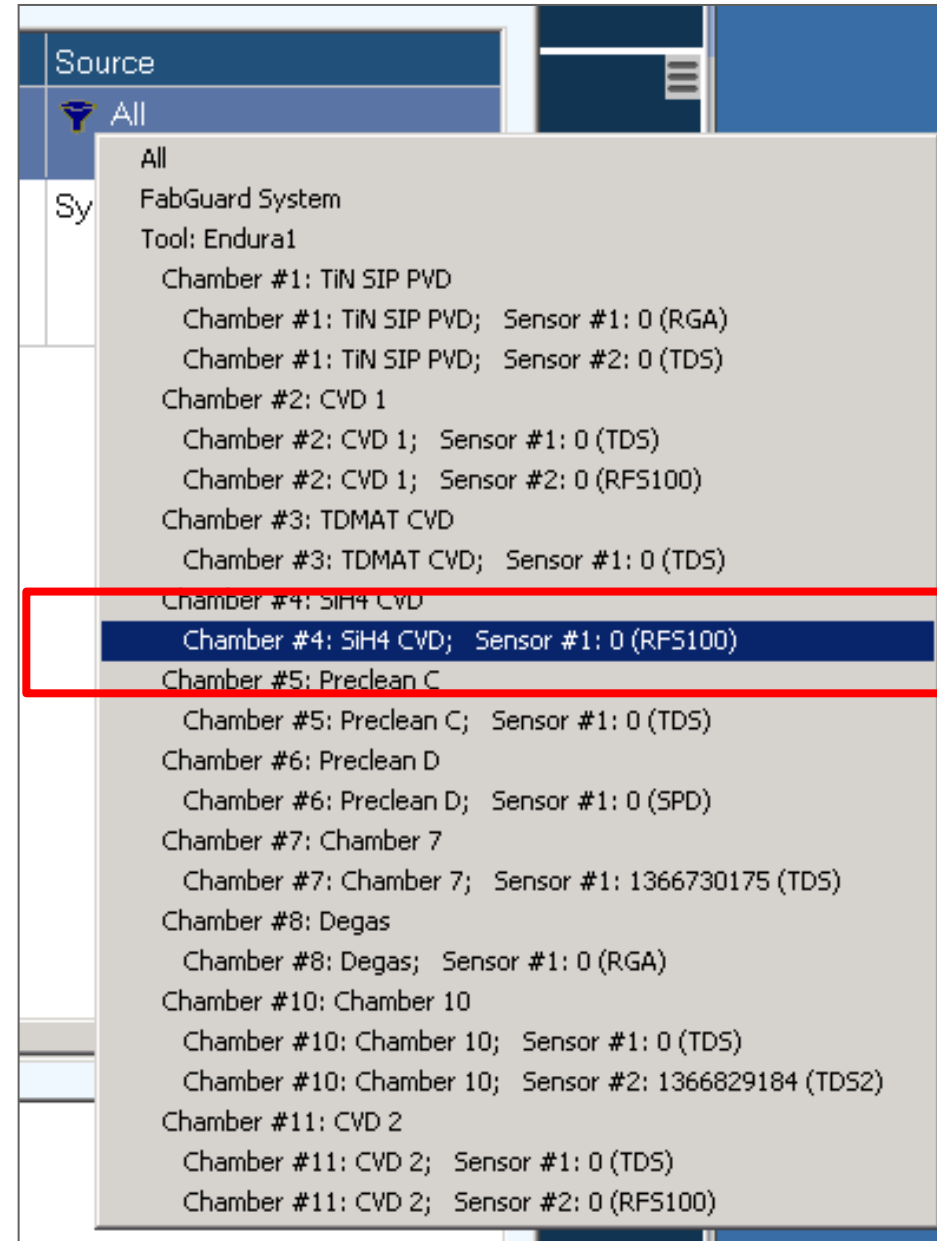 Source
All
All
FabGuard System
Sy
Tool: Endura1
Chamber #1: TiN SIP PVD
Chamber #1: TiN SIP PVD; Sensor #1: 0 (RGA)
Chamber #1: TiN SIP PVD; Sensor #2: 0 (TDS)
Chamber #2: CVD 1
Chamber #2: CVD 1; Sensor #1: 0 (TDS)
Chamber #2: CVD 1; Sensor #2: 0 (RFS100)
Chamber #3: TDMAT CVD
Chamber #3: TDMAT CVD; Sensor #1: 0 (TDS)
Chamber #4: SiH4 CVD
Chamber #4: SiH4 CVD; Sensor #1: 0 (RFS100)
Chamber #5: Preclean C
Chamber #5: Preclean C; Sensor #1: 0 (TDS)
Chamber #6: Preclean D
Chamber #6: Preclean D; Sensor #1: 0 (SPD)
Chamber #7: Chamber 7
Chamber #7: Chamber 7; Sensor #1: 1366730175 (TDS)
Chamber #8: Degas
Chamber #8: Degas; Sensor #1: 0 (RGA)
Chamber #10: Chamber 10
Chamber #10: Chamber 10; Sensor #1: 0 (TDS)
Chamber #10: Chamber 10; Sensor #2: 1366829184 (TDS2)
Chamber #11: CVD 2
Chamber #11: CVD 2; Sensor #1: 0 (TDS)
Chamber #11: CVD 2; Sensor #2: 0 (RFS100)